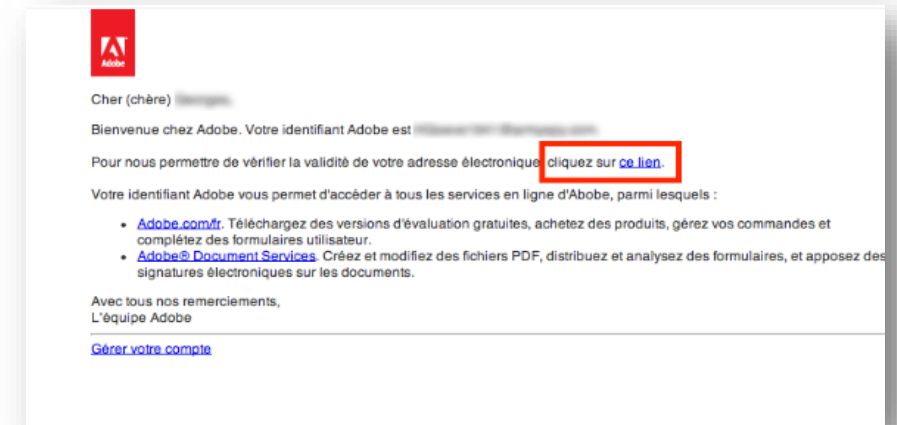 Adobe
Cher (chère)
Bienvenue chez Adobe. Votre identifiant Adobe est
Pour nous permettre de vérifier la validité de votre adresse électronique, cliquez sur ce lien.
Votre identifiant Adobe vous permet d'accéder à tous les services en ligne d'Abobe, parmi lesquels :
• Adobe.com/fr. Téléchargez des versions d'évaluation gratuites, achetez des produits, gérez vos commandes et
complétez des formulaires utilisateur.
• Adobe® Document Services. Créez et modifiez des fichiers PDF, distribuez et analysez des formulaires, et apposez des
signatures électroniques sur les documents.
Avec tous nos remerciements,
L'équipe Adobe
Gérer votre compte